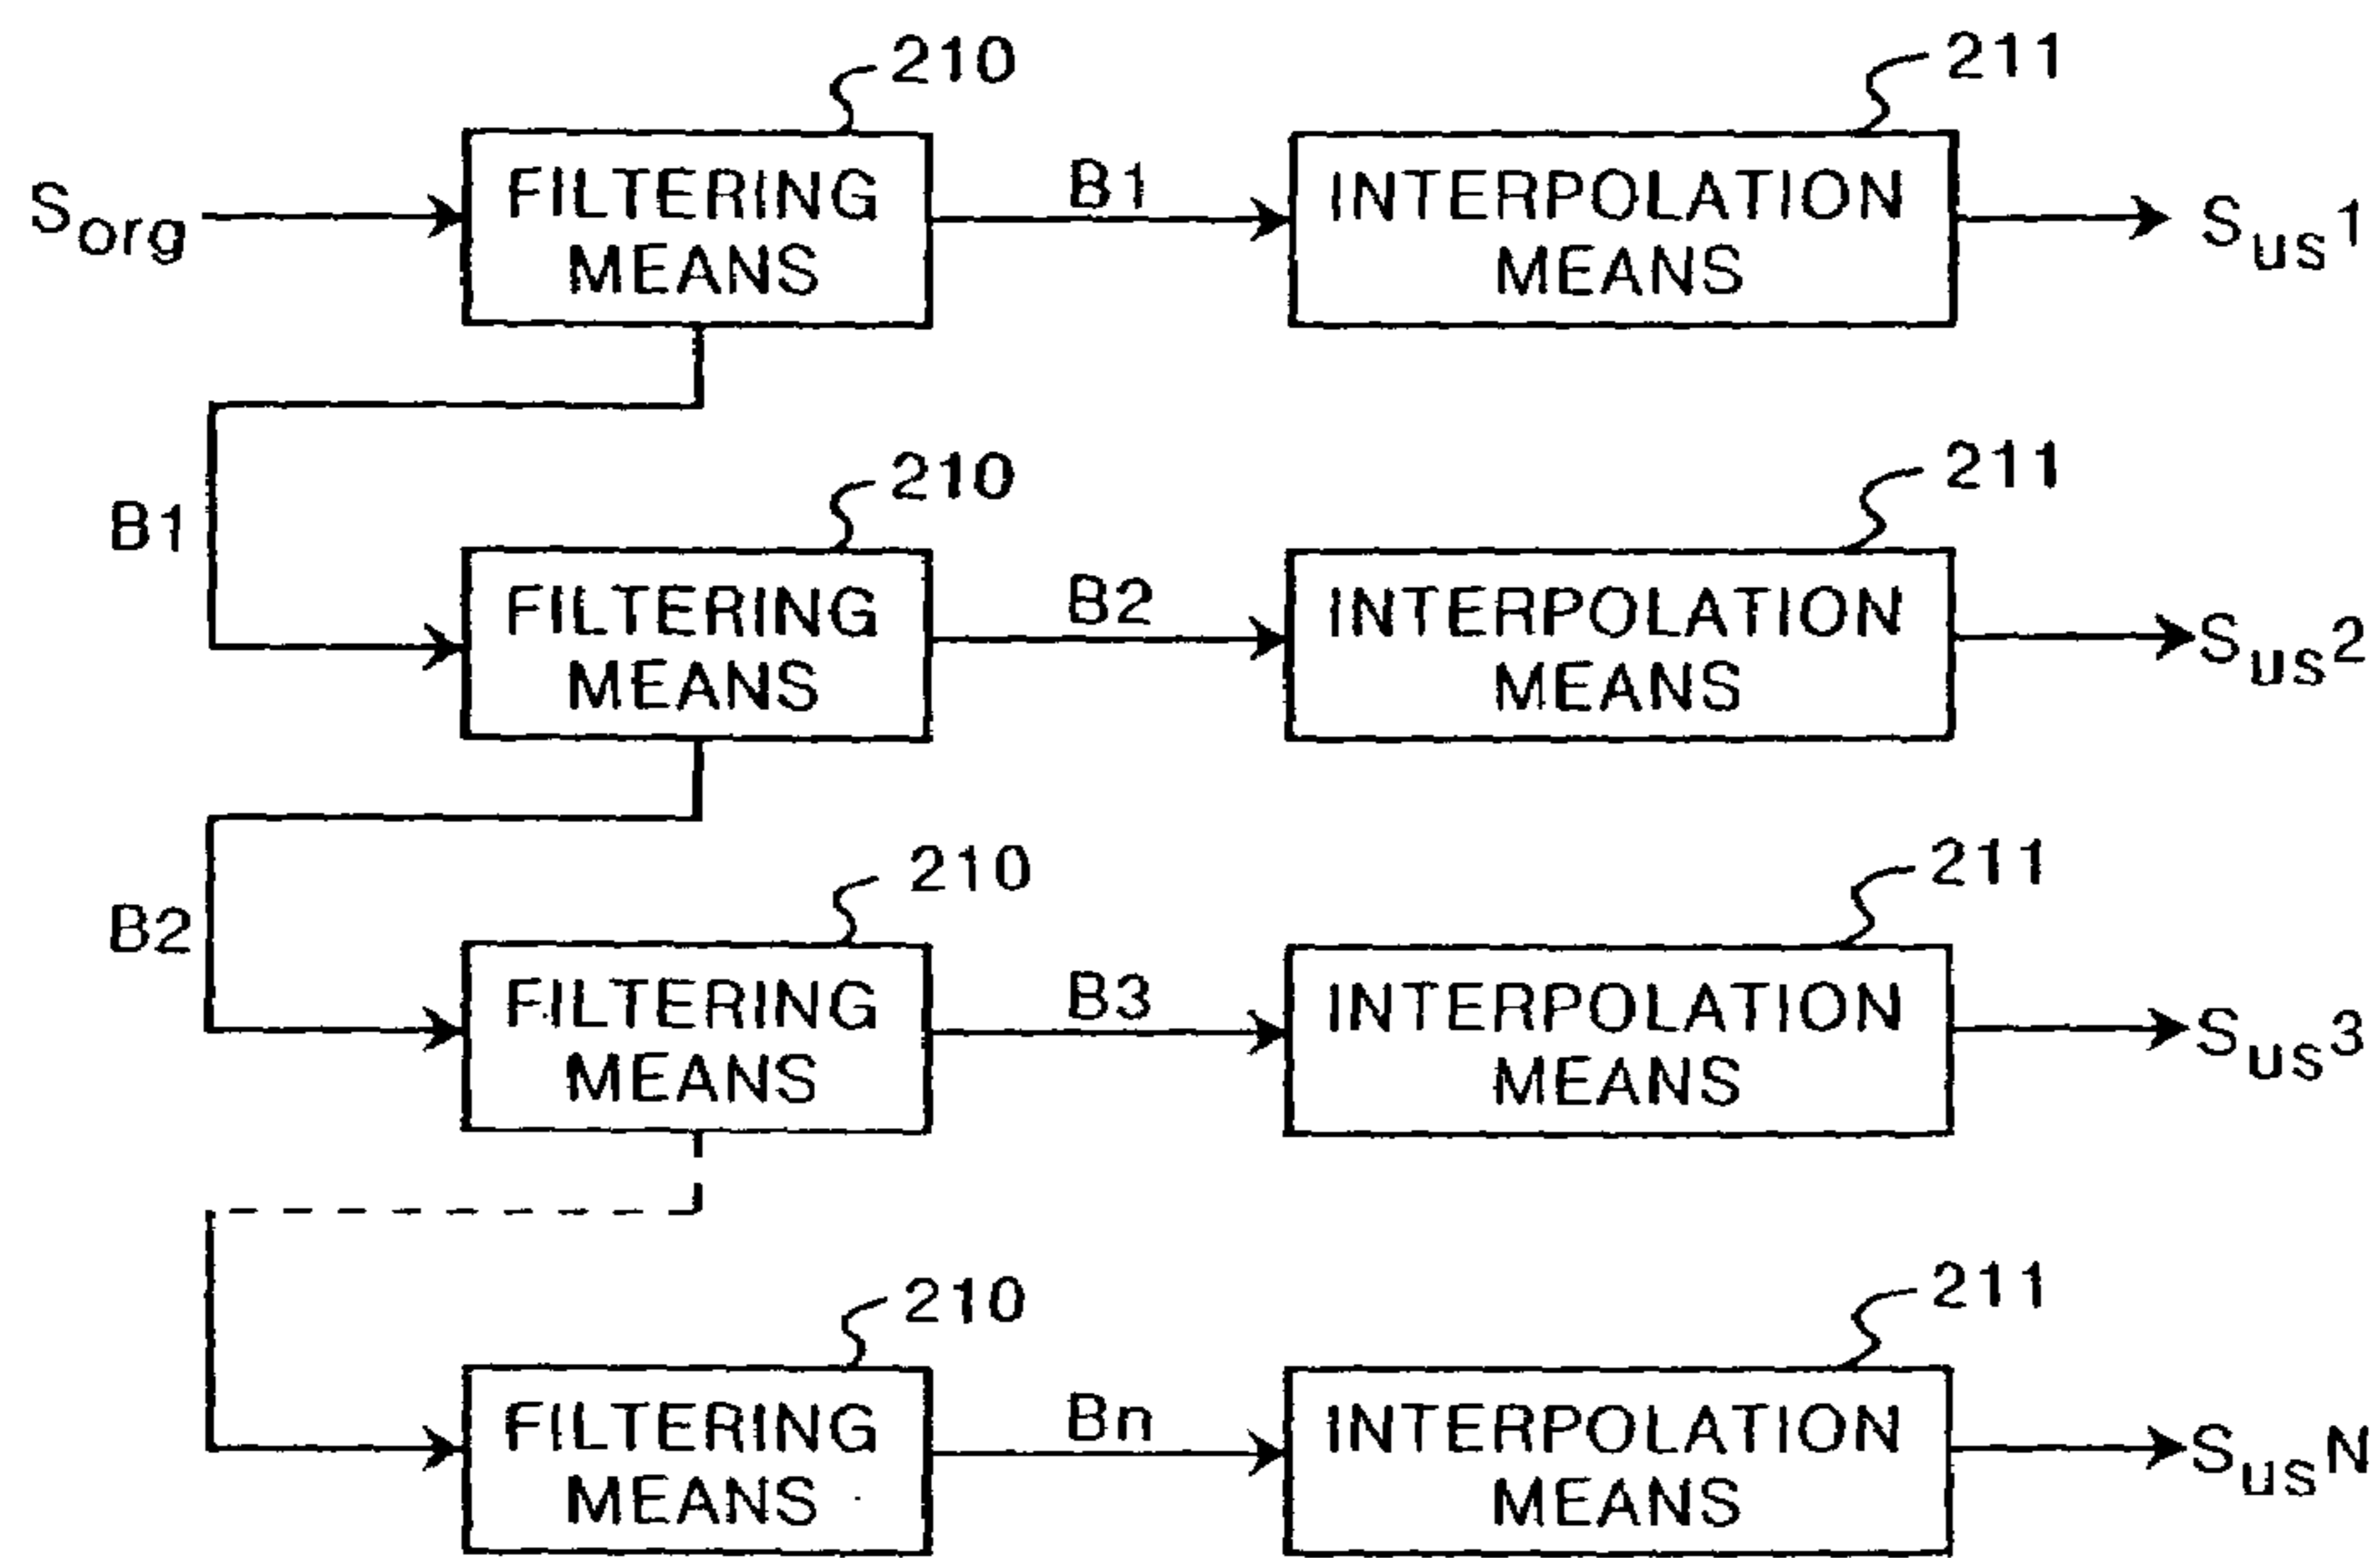 210
211
Sorg
FILTERING
MEANS
B1
INTERPOLATION
MEANS
Sus1
B1
210
211
FILTERING
MEANS
B2
INTERPOLATION
MEANS
Sus2
B2
210
211
FILTERING
MEANS
B3
INTERPOLATION
MEANS
Sus3
210
211
FILTERING
MEANS
Bn
INTERPOLATION
MEANS
SusN